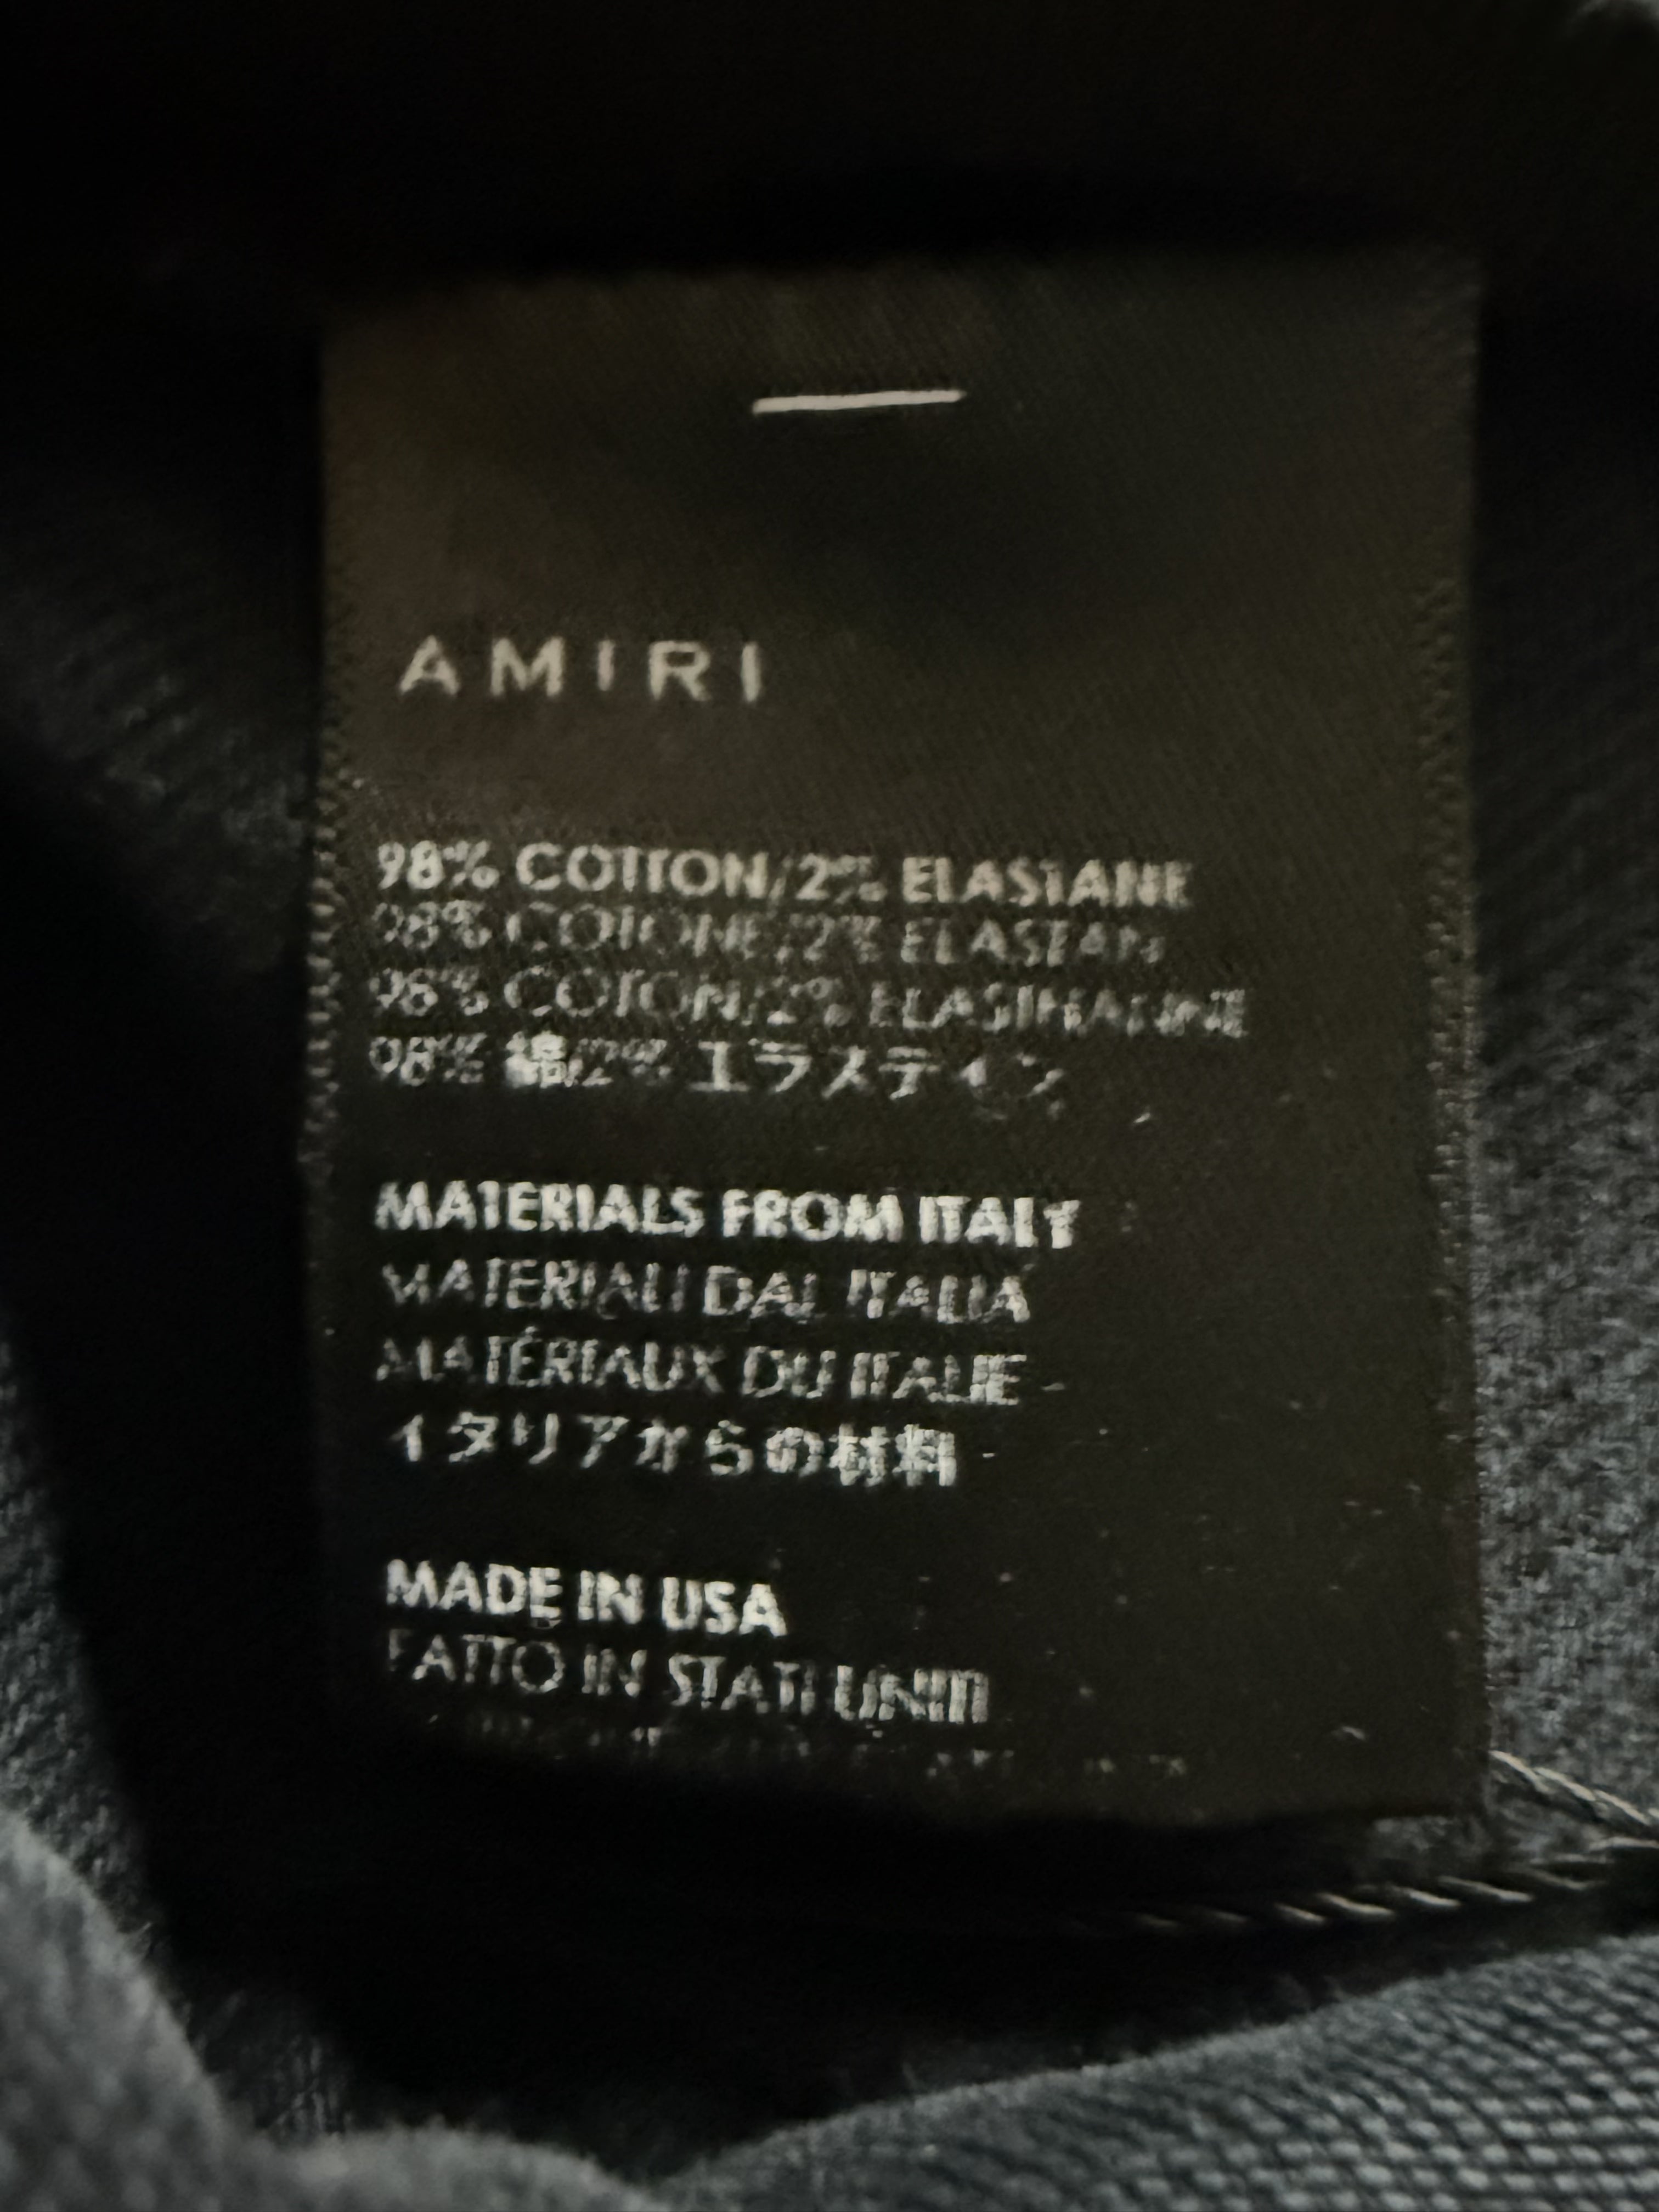 AMIRI
98% COTTON/2% ELASTANE
98% COTONE/2% ELASTAN
98% COTON/2% ELASTHANNE
98% 綿/2% エラステイン
MATERIALS FROM ITALY
MATERIALI DAL ITALIA
MATÉRIAUX DU ITALIE
イタリアからの材料
MADE IN USA
FATTO IN STATI UNITI